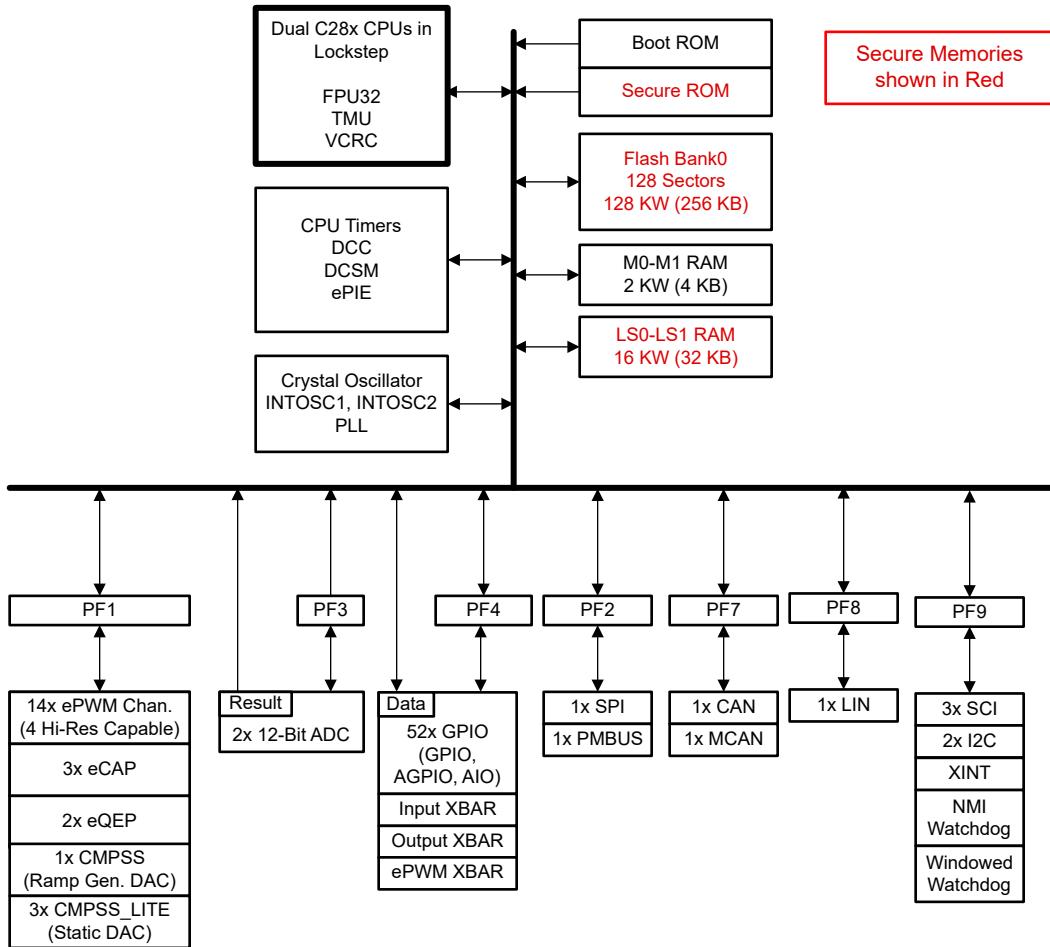 Dual C28x CPUs in
Lockstep
FPU32
TMU
VCRC
Boot ROM
Secure ROM
Secure Memories
shown in Red
Flash Bank0
128 Sectors
128 KW (256 KB)
CPU Timers
DCC
DCSM
ePIE
M0-M1 RAM
2 KW (4 KB)
LS0-LS1 RAM
16 KW (32 KB)
Crystal Oscillator
INTOSC1, INTOSC2
PLL
PF1
PF3
PF4
PF2
PF7
PF8
PF9
14x ePWM Chan.
(4 Hi-Res Capable)
3x eCAP
2x eQEP
1x CMPSS
(Ramp Gen. DAC)
3x CMPSS_LITE
(Static DAC)
Result
2x 12-Bit ADC
Data
52x GPIO
(GPIO,
AGPIO, AIO)
Input XBAR
Output XBAR
ePWM XBAR
1x SPI
1x PMBUS
1x CAN
1x MCAN
1x LIN
3x SCI
2x I2C
XINT
NMI
Watchdog
Windowed
Watchdog